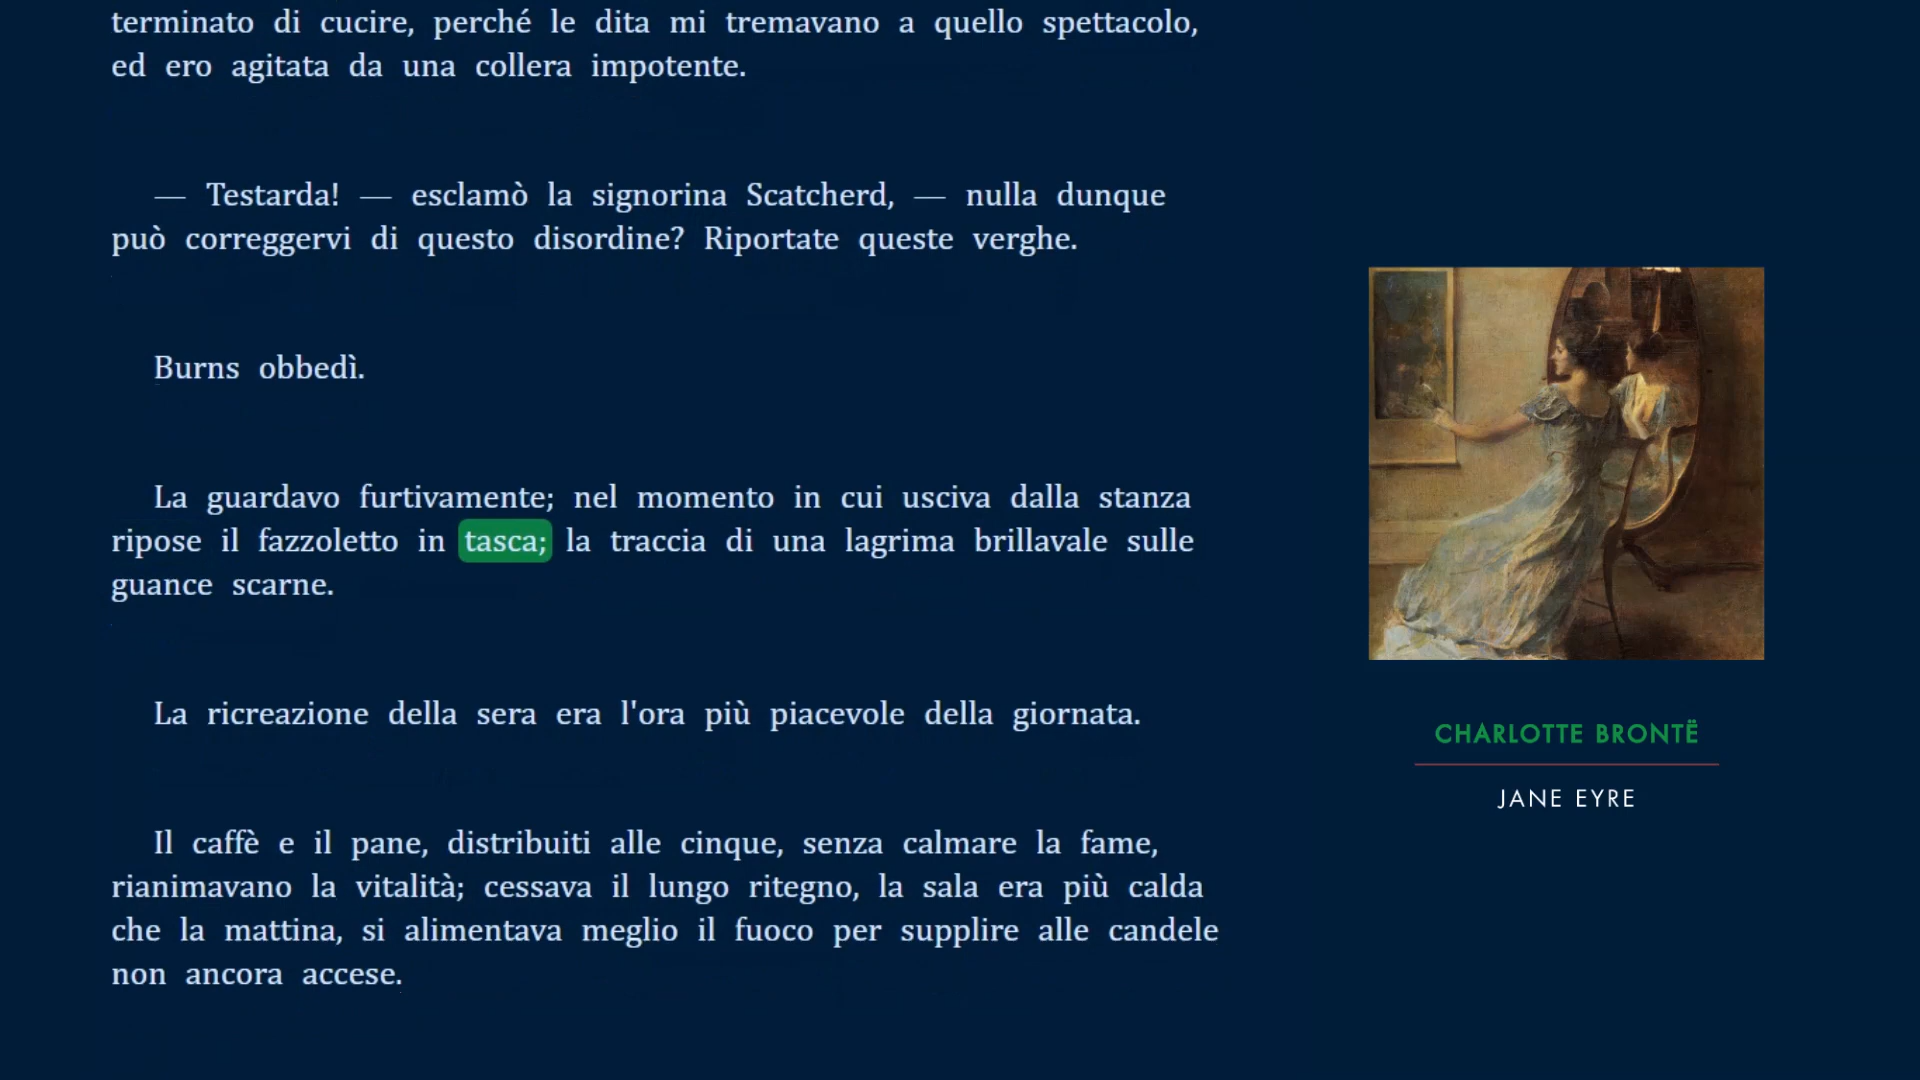 terminato di cucire, perché le dita mi tremavano a quello spettacolo,
ed ero agitata da una collera impotente.
— Testarda! — esclamò la signorina Scatcherd, — nulla dunque
può correggervi di questo disordine? Riportate queste verghe.
Burns obbedì.
La guardavo furtivamente; nel momento in cui usciva dalla stanza
ripose il fazzoletto in tasca; la traccia di una lagrima brillavale sulle
guance scarne.
La ricreazione della sera era l'ora più piacevole della giornata.
Il caffè e il pane, distribuiti alle cinque, senza calmare la fame,
rianimavano la vitalità; cessava il lungo ritegno, la sala era più calda
che la mattina, si alimentava meglio il fuoco per supplire alle candele
non ancora accese.
CHARLOTTE BRONTË
JANE EYRE